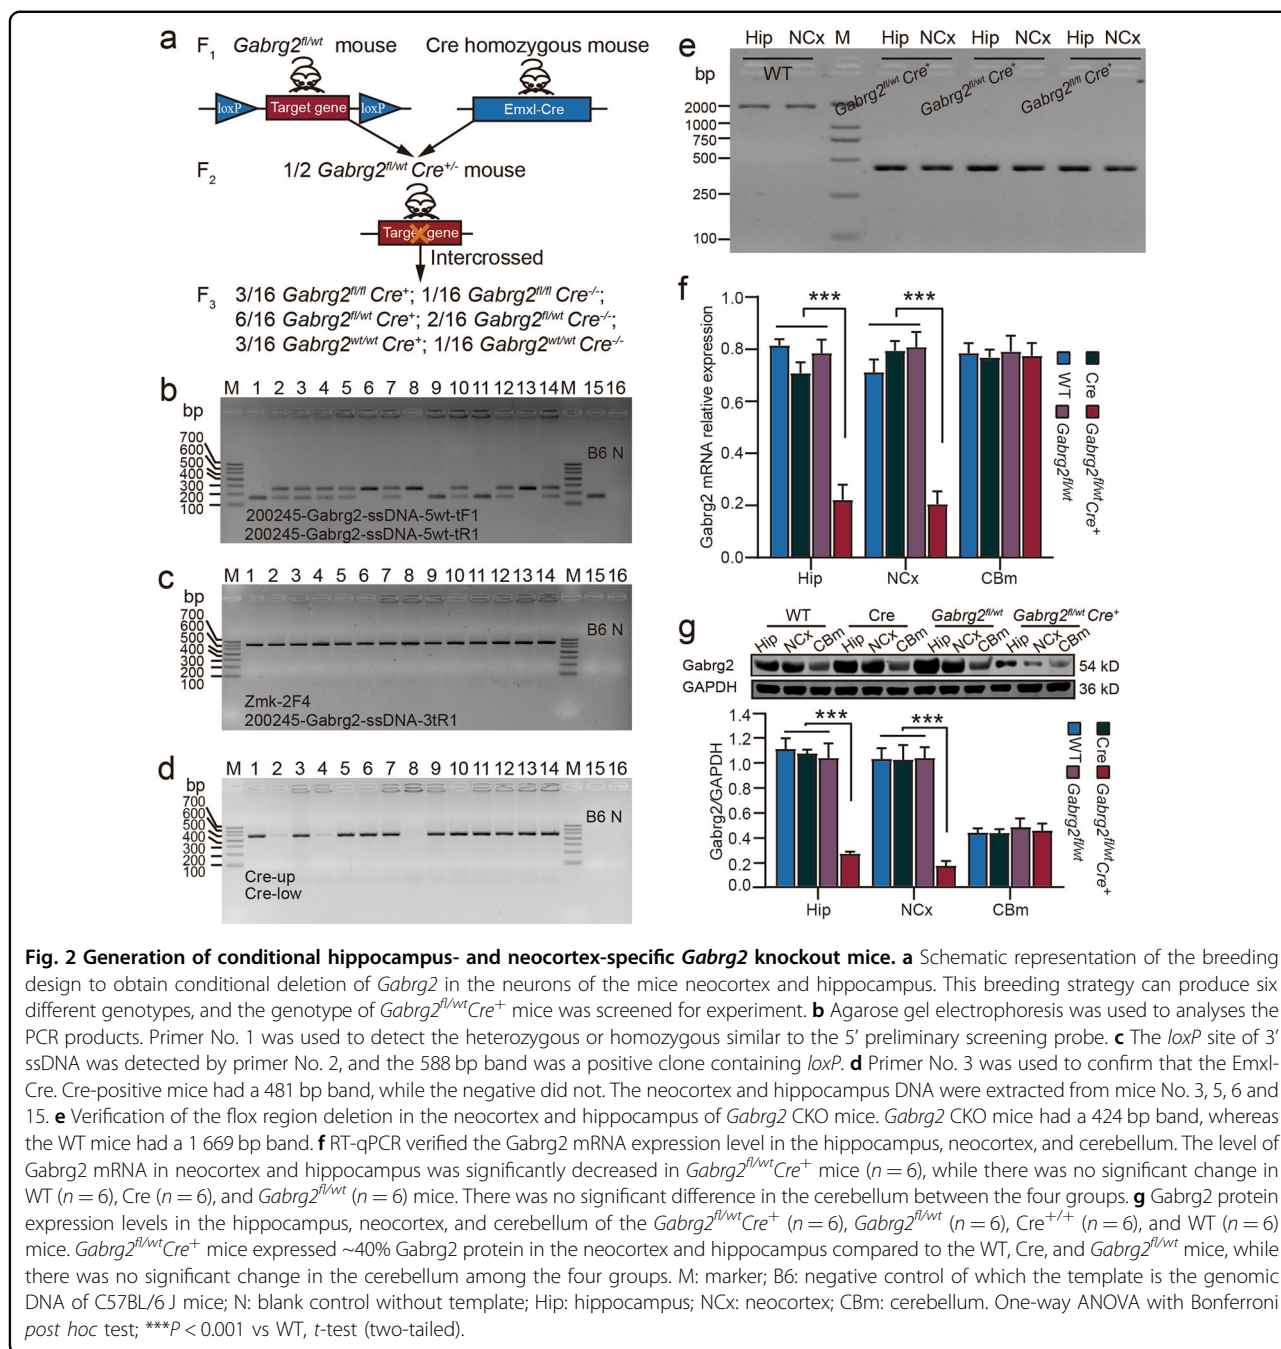 a
F1 Gabrg2fl/wt mouse Cre homozygous mouse
loxP Target gene loxP Emxl-Cre
F2 1/2 Gabrg2fl/wt Cre+/- mouse
Target gene
Intercrossed
F3 3/16 Gabrg2fl/fl Cre+; 1/16 Gabrg2fl/fl Cre-/-;
6/16 Gabrg2fl/wt Cre+; 2/16 Gabrg2fl/wt Cre-/-;
3/16 Gabrg2wt/wt Cre+; 1/16 Gabrg2wt/wt Cre-/-
b
M 1 2 3 4 5 6 7 8 9 10 11 12 13 14 M 15 16
bp
700
600
500
400
300
200
100
B6 N
200245-Gabrg2-ssDNA-5wt-tF1
200245-Gabrg2-ssDNA-5wt-tR1
c
M 1 2 3 4 5 6 7 8 9 10 11 12 13 14 M 15 16
bp
700
600
500
400
300
200
100
B6 N
Zmk-2F4
200245-Gabrg2-ssDNA-3tR1
d
M 1 2 3 4 5 6 7 8 9 10 11 12 13 14 M 15 16
bp
700
600
500
400
300
200
100
B6 N
Cre-up
Cre-low
e
Hip NCx M Hip NCx Hip NCx Hip NCx
bp
WT Gabrg2fl/wt Cre+ Gabrg2fl/wt Cre+ Gabrg2fl/fl Cre+
2000
1000
750
500
250
100
f
Gabrg2 mRNA relative expression
1.0
0.8
0.6
0.4
0.2
0.0
*** ***
Hip NCx CBm
WT
Cre
Gabrg2fl/wt
Gabrg2fl/wtCre+
g
WT Cre Gabrg2fl/wt Gabrg2fl/wt Cre+
Hip NCx CBm Hip NCx CBm Hip NCx CBm Hip NCx CBm
Gabrg2 54 kD
GAPDH 36 kD
Gabrg2/GAPDH
1.4
1.2
1.0
0.8
0.6
0.4
0.2
0.0
*** ***
Hip NCx CBm
WT
Cre
Gabrg2fl/wt
Gabrg2fl/wtCre+
Fig. 2 Generation of conditional hippocampus- and neocortex-specific Gabrg2 knockout mice. a Schematic representation of the breeding
design to obtain conditional deletion of Gabrg2 in the neurons of the mice neocortex and hippocampus. This breeding strategy can produce six
different genotypes, and the genotype of Gabrg2fl/wtCre+ mice was screened for experiment. b Agarose gel electrophoresis was used to analyses the
PCR products. Primer No. 1 was used to detect the heterozygous or homozygous similar to the 5′ preliminary screening probe. c The loxP site of 3′
ssDNA was detected by primer No. 2, and the 588 bp band was a positive clone containing loxP. d Primer No. 3 was used to confirm that the Emxl-
Cre. Cre-positive mice had a 481 bp band, while the negative did not. The neocortex and hippocampus DNA were extracted from mice No. 3, 5, 6 and
15. e Verification of the flox region deletion in the neocortex and hippocampus of Gabrg2 CKO mice. Gabrg2 CKO mice had a 424 bp band, whereas
the WT mice had a 1 669 bp band. f RT-qPCR verified the Gabrg2 mRNA expression level in the hippocampus, neocortex, and cerebellum. The level of
Gabrg2 mRNA in neocortex and hippocampus was significantly decreased in Gabrg2fl/wtCre+ mice (n = 6), while there was no significant change in
WT (n = 6), Cre (n = 6), and Gabrg2fl/wt (n = 6) mice. There was no significant difference in the cerebellum between the four groups. g Gabrg2 protein
expression levels in the hippocampus, neocortex, and cerebellum of the Gabrg2fl/wtCre+ (n = 6), Gabrg2fl/wt (n = 6), Cre+/+ (n = 6), and WT (n = 6)
mice. Gabrg2fl/wtCre+ mice expressed ~40% Gabrg2 protein in the neocortex and hippocampus compared to the WT, Cre, and Gabrg2fl/wt mice, while
there was no significant change in the cerebellum among the four groups. M: marker; B6: negative control of which the template is the genomic
DNA of C57BL/6 J mice; N: blank control without template; Hip: hippocampus; NCx: neocortex; CBm: cerebellum. One-way ANOVA with Bonferroni
post hoc test; ***P < 0.001 vs WT, t-test (two-tailed).